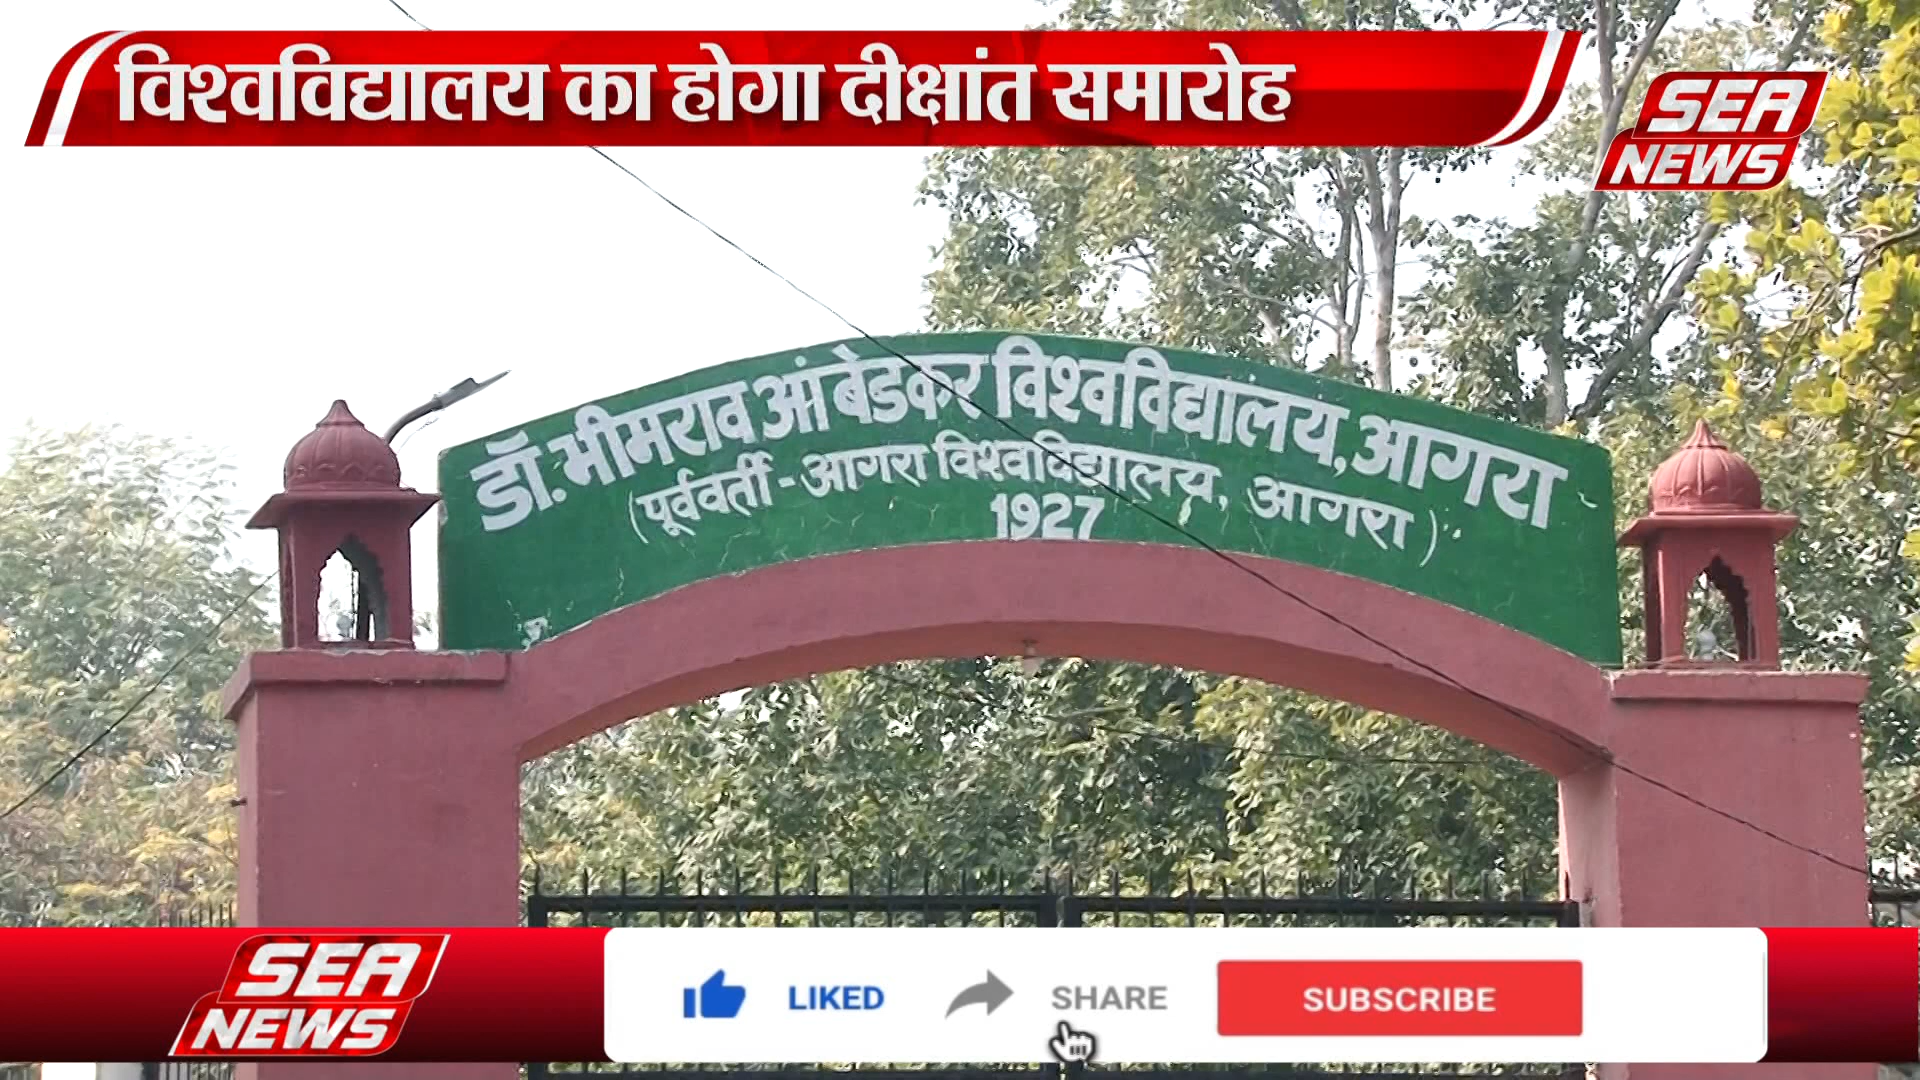 विश्वविद्यालय का होगा दीक्षांत समारोह
SEA
NEWS
डॉ. भीमराव आंबेडकर विश्वविद्यालय, आगरा
(पूर्ववर्ती - आगरा विश्वविद्यालय, आगरा)
1927
SEA
NEWS
LIKED
SHARE
SUBSCRIBE